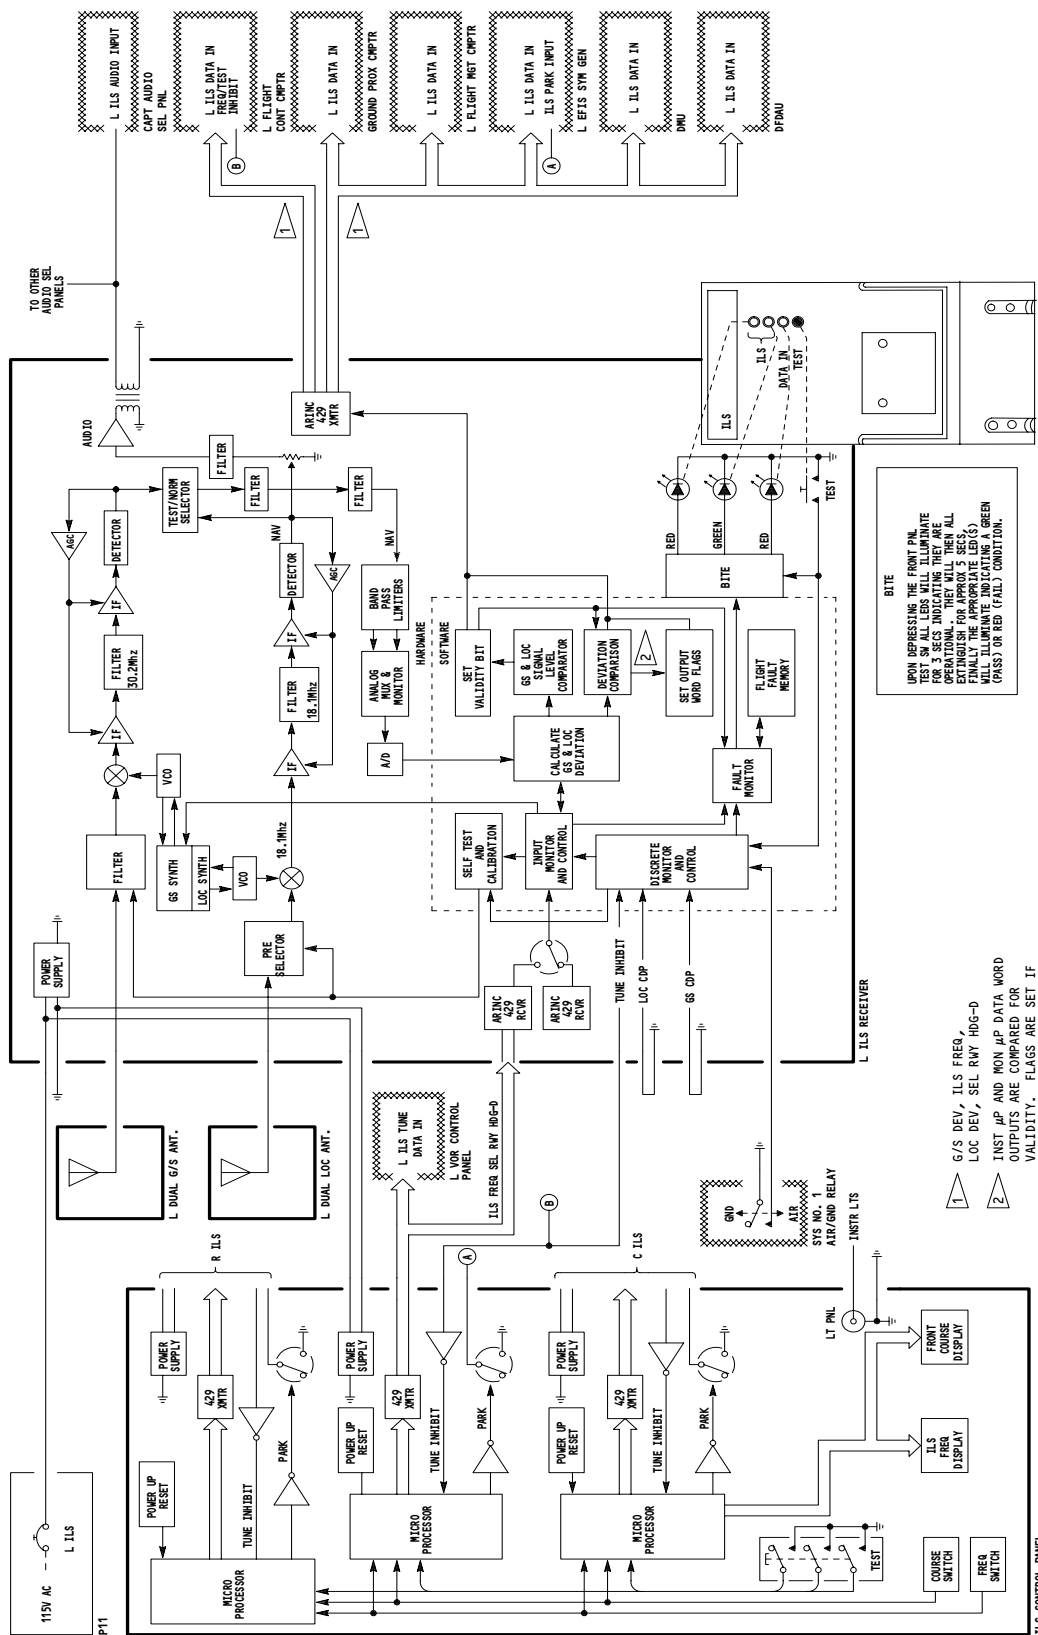 115V AC
L ILS
P11
POWER UP
RESET
MICRO
PROCESSOR
429
XMTR
TUNE INHIBIT
PARK
POWER
SUPPLY
R ILS
POWER UP
RESET
MICRO
PROCESSOR
429
XMTR
TUNE INHIBIT
PARK
POWER
SUPPLY
A
B
POWER UP
RESET
MICRO
PROCESSOR
429
XMTR
TUNE INHIBIT
PARK
POWER
SUPPLY
C ILS
TEST
COURSE
SWITCH
FREQ
SWITCH
ILS
FREQ
DISPLAY
FRONT
COURSE
DISPLAY
LT PNL
INSTR LTS
ILS CONTROL PANEL
L DUAL G/S ANT.
L DUAL LOC ANT.
L ILS TUNE
DATA IN
L VOR CONTROL
PANEL
ILS FREQ SEL RWY HDG-D
GND
AIR
SYS NO. 1
AIR/GND RELAY
TUNE INHIBIT
LOC CDP
GS CDP
POWER
SUPPLY
FILTER
VCO
GS SYNTH
LOC SYNTH
VCO
PRE
SELECTOR
18.1Mhz
IF
FILTER
30.2Mhz
IF
DETECTOR
AGC
IF
FILTER
18.1Mhz
IF
DETECTOR
AGC
TEST/NORM
SELECTOR
NAV
FILTER
FILTER
FILTER
AUDIO
TO OTHER
AUDIO SEL
PANELS
NAV
BAND
PASS
LIMITERS
ANALOG
MUX &
MONITOR
A/D
HARDWARE
SOFTWARE
ARINC
429
RCVR
ARINC
429
RCVR
SELF TEST
AND
CALIBRATION
INPUT
MONITOR
AND CONTROL
DISCRETE
MONITOR
AND
CONTROL
CALCULATE
GS & LOC
DEVIATION
SET
VALIDITY BIT
GS & LOC
SIGNAL
LEVEL
COMPARATOR
DEVIATION
COMPARISON
2
SET OUTPUT
WORD FLAGS
FAULT
MONITOR
FLIGHT
FAULT
MEMORY
BITE
RED
GREEN
RED
TEST
ARINC
429
XMTR
L ILS RECEIVER
ILS
ILS
DATA IN
TEST
1
1
L ILS AUDIO INPUT
CAPT AUDIO
SEL PNL
L ILS DATA IN
FREQ/TEST
INHIBIT
B
L FLIGHT
CONT CMPTR
L ILS DATA IN
GROUND PROX CMPTR
L ILS DATA IN
L FLIGHT MGT CMPTR
L ILS DATA IN
ILS PARK INPUT
A
L EFIS SYM GEN
L ILS DATA IN
DMU
L ILS DATA IN
DFDAU
BITE
UPON DEPRESSING THE FRONT PNL
TEST SW ALL LEDS WILL ILLUMINATE
FOR 3 SECS INDICATING THEY ARE
OPERATIONAL. THEY WILL THEN ALL
EXTINGUISH FOR APPROX 5 SECS,
FINALLY THE APPROPRIATE LED(S)
WILL ILLUMINATE INDICATING A GREEN
(PASS) OR RED (FAIL) CONDITION.
1 G/S DEV, ILS FREQ,
LOC DEV, SEL RWY HDG-D
2 INST µP AND MON µP DATA WORD
OUTPUTS ARE COMPARED FOR
VALIDITY. FLAGS ARE SET IF